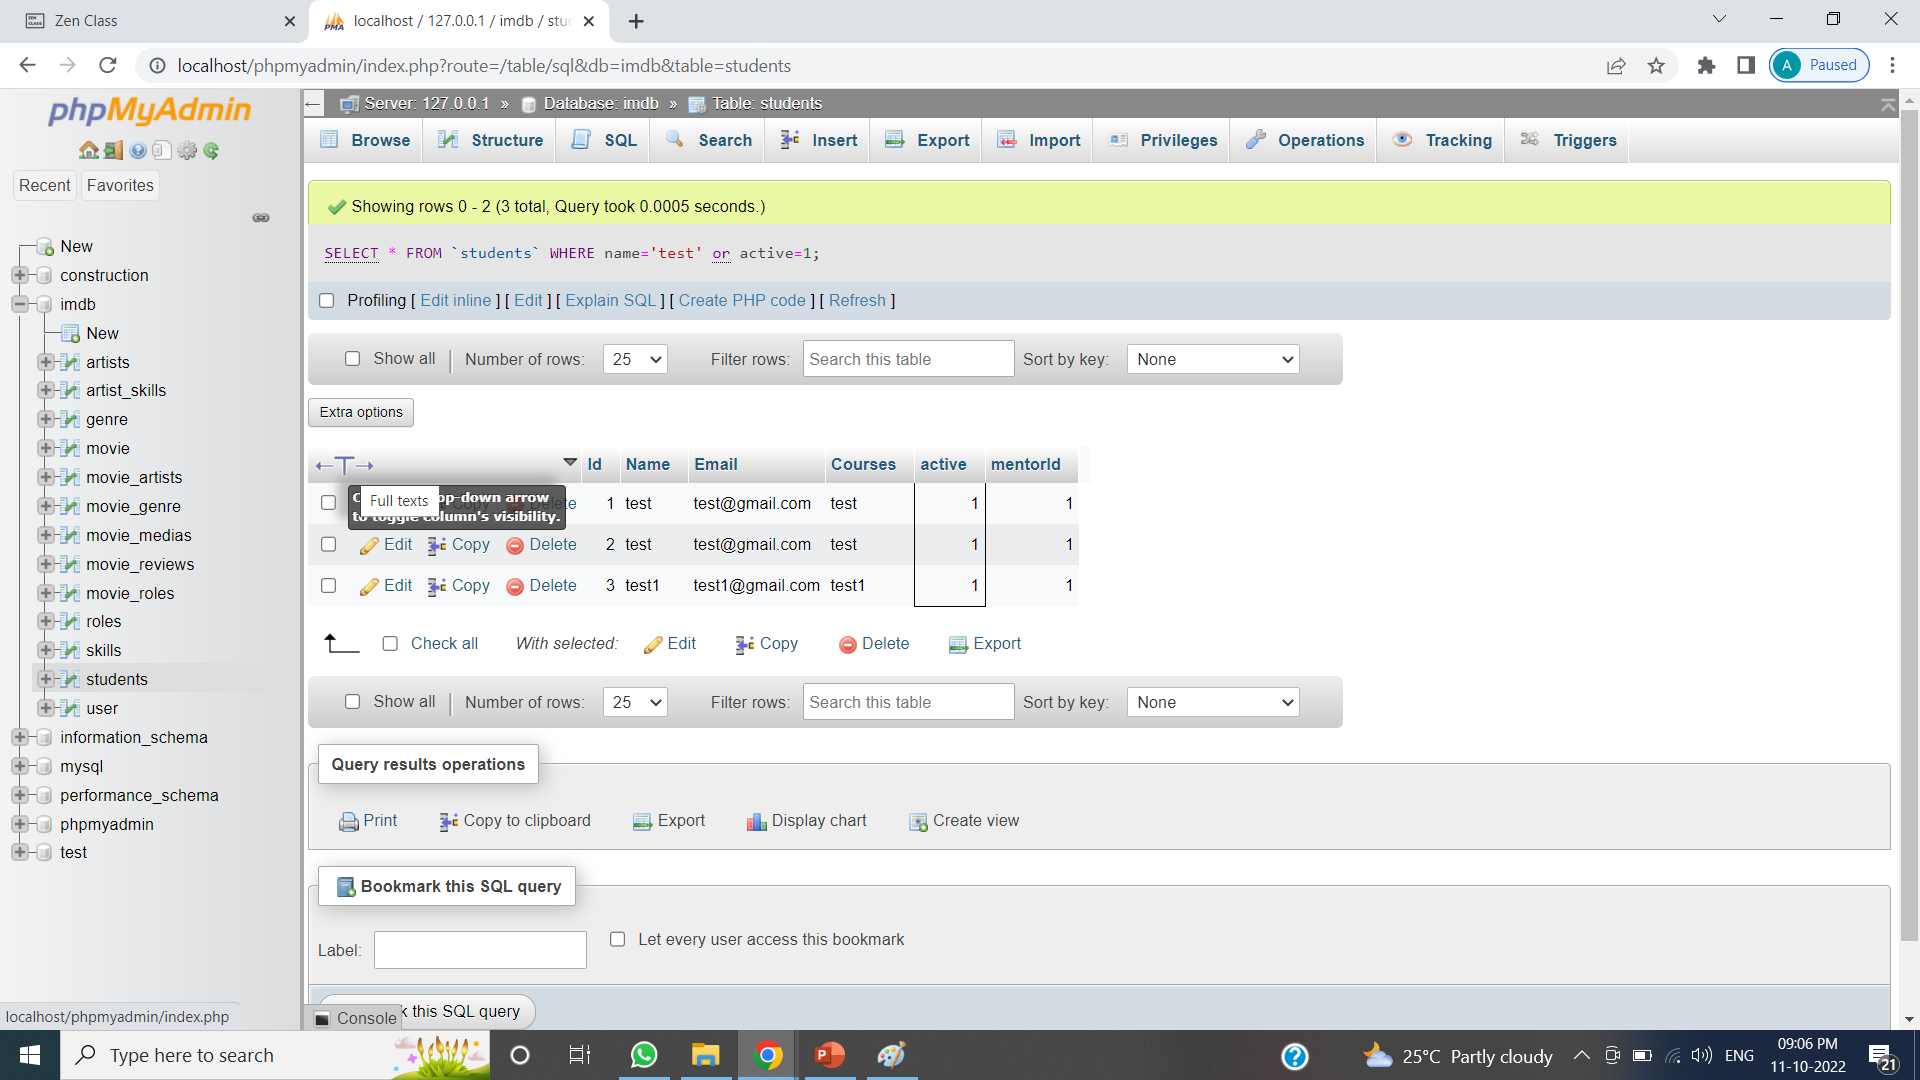 Zen Class
localhost / 127.0.0.1 / imdb / stu
localhost/phpmyadmin/index.php?route=/table/sql&db=imdb&table=students
A Paused
phpMyAdmin
Recent Favorites
New
construction
imdb
New
artists
artist_skills
genre
movie
movie_artists
movie_genre
movie_medias
movie_reviews
movie_roles
roles
skills
students
user
information_schema
mysql
performance_schema
phpmyadmin
test
localhost/phpmyadmin/index.php
Server: 127.0.0.1 » Database: imdb » Table: students
Browse Structure SQL Search Insert Export Import Privileges Operations Tracking Triggers
Showing rows 0 - 2 (3 total, Query took 0.0005 seconds.)
SELECT * FROM `students` WHERE name='test' or active=1;
Profiling [ Edit inline ] [ Edit ] [ Explain SQL ] [ Create PHP code ] [ Refresh ]
Show all Number of rows: 25 Filter rows: Search this table Sort by key: None
Extra options
Id Name Email Courses active mentorId
Full texts op-down arrow
to toggle column's visibility.
1 test test@gmail.com test 1 1
Edit Copy Delete 2 test test@gmail.com test 1 1
Edit Copy Delete 3 test1 test1@gmail.com test1 1 1
Check all With selected: Edit Copy Delete Export
Show all Number of rows: 25 Filter rows: Search this table Sort by key: None
Query results operations
Print Copy to clipboard Export Display chart Create view
Bookmark this SQL query
Label: Let every user access this bookmark
k this SQL query
Console
Type here to search
25°C Partly cloudy ENG
09:06 PM
11-10-2022
21